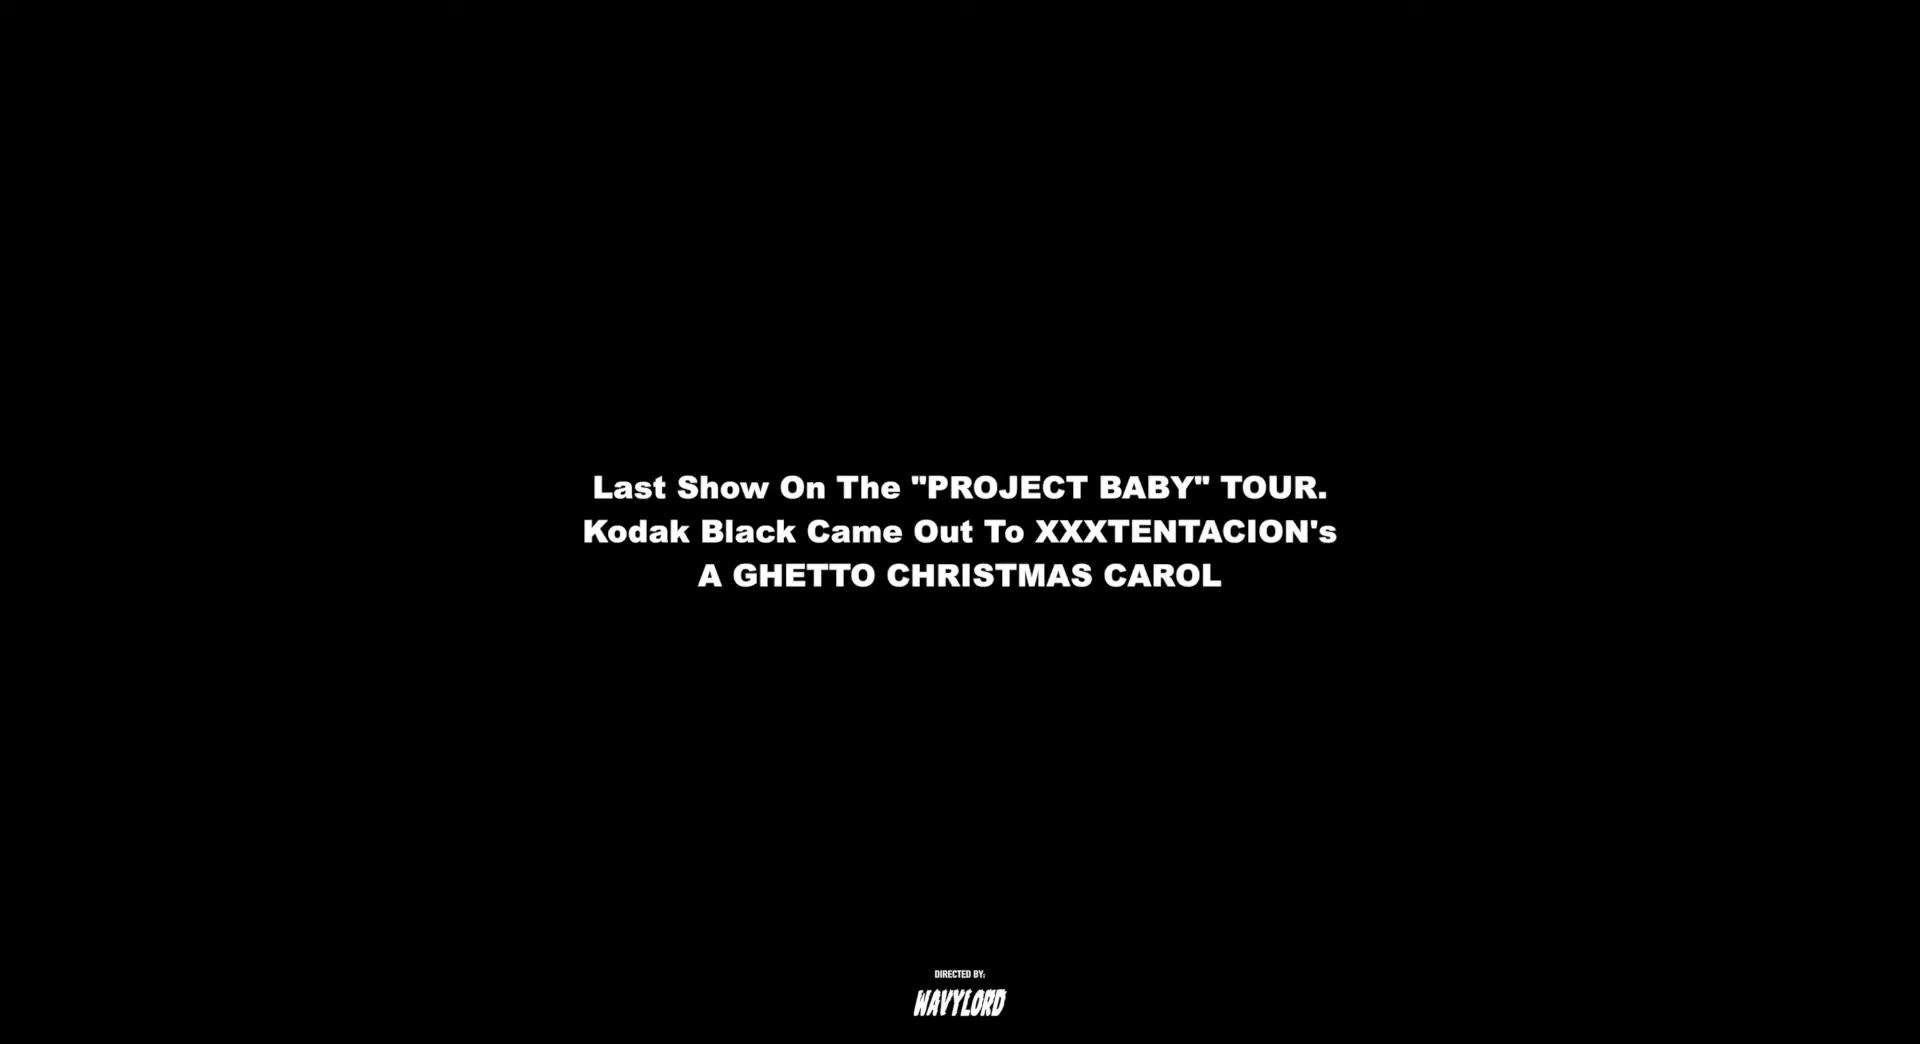 Last Show On The "PROJECT BABY" TOUR.
Kodak Black Came Out To XXXTENTACION's
A GHETTO CHRISTMAS CAROL
DIRECTED BY:
WAVYLORD